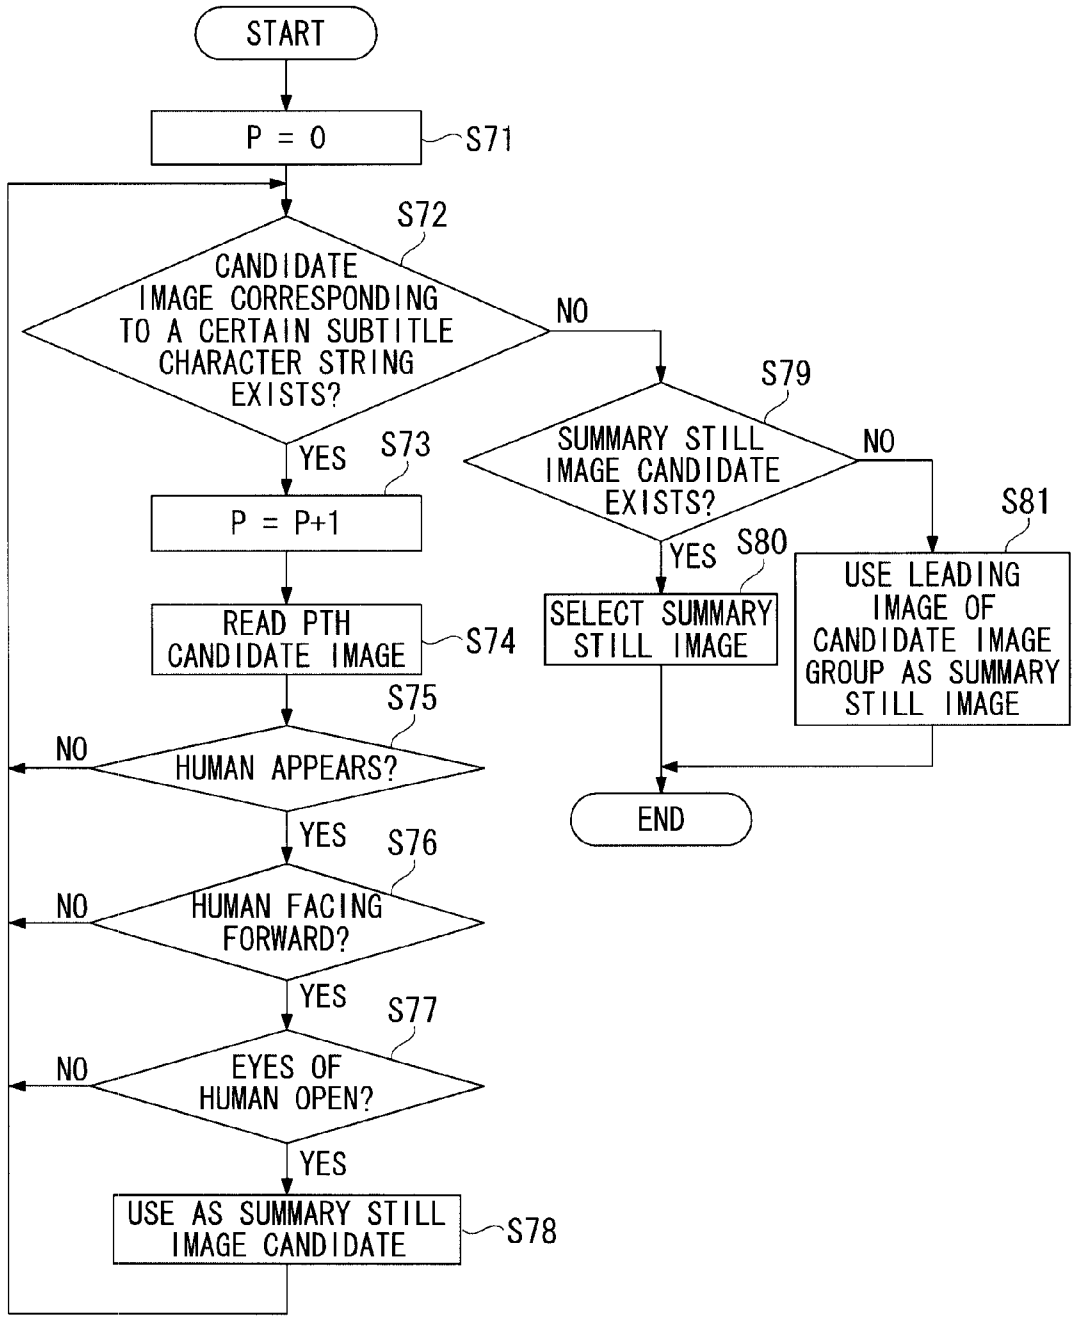 START
P = 0
S71
S72
CANDIDATE
IMAGE CORRESPONDING
TO A CERTAIN SUBTITLE
CHARACTER STRING
EXISTS?
NO
YES
S73
P = P+1
READ PTH
CANDIDATE IMAGE
S74
S75
HUMAN APPEARS?
NO
YES
S76
HUMAN FACING
FORWARD?
NO
YES
S77
EYES OF
HUMAN OPEN?
NO
YES
USE AS SUMMARY STILL
IMAGE CANDIDATE
S78
S79
SUMMARY STILL
IMAGE CANDIDATE
EXISTS?
NO
YES
S80
SELECT SUMMARY
STILL IMAGE
S81
USE LEADING
IMAGE OF
CANDIDATE IMAGE
GROUP AS SUMMARY
STILL IMAGE
END